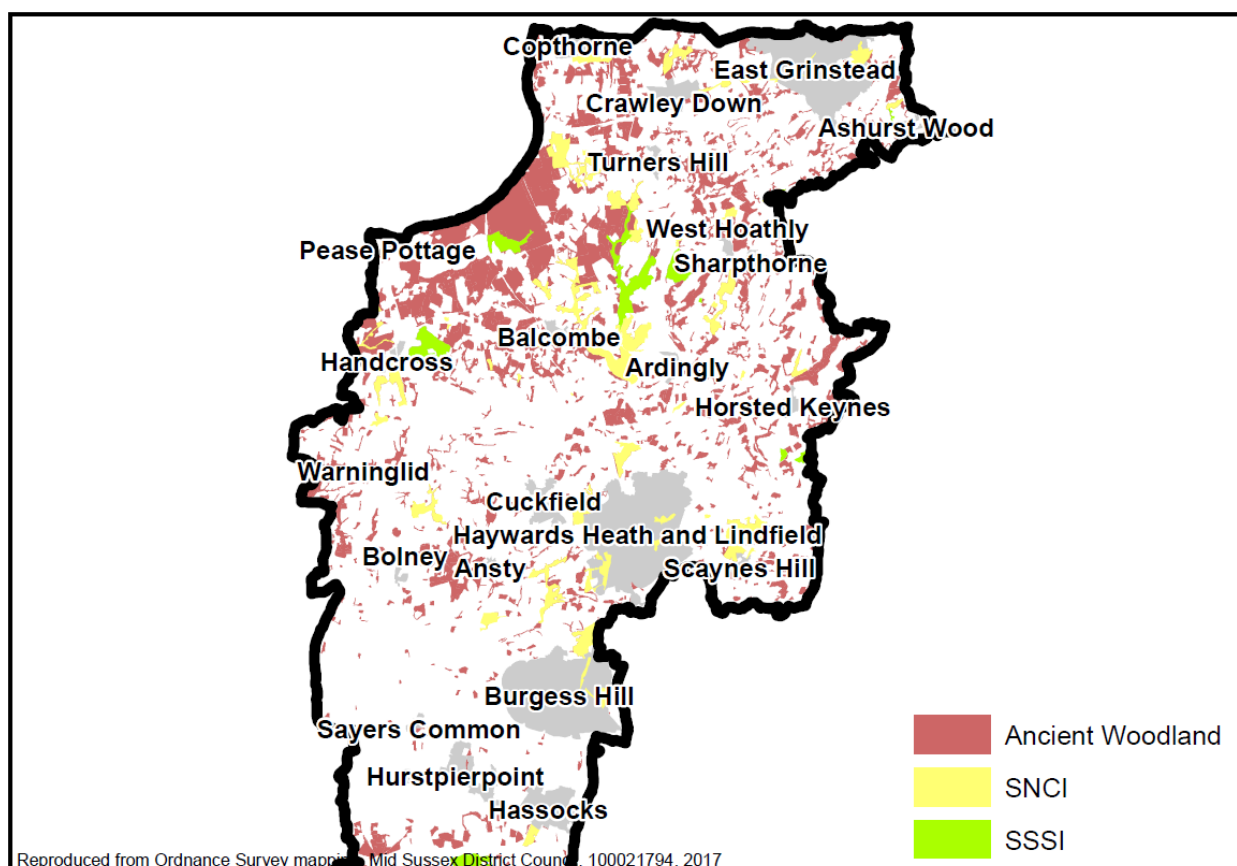 Copthorne
East Grinstead
Crawley Down
Ashurst Wood
Turners Hill
West Hoathly
Pease Pottage
Sharpthorne
Balcombe
Handcross
Ardingly
Horsted Keynes
Warninglid
Cuckfield
Haywards Heath and Lindfield
Bolney
Ansty
Scaynes Hill
Burgess Hill
Sayers Common
Hurstpierpoint
Hassocks
Ancient Woodland
SNCI
SSSI
Reproduced from Ordnance Survey mapping Mid Sussex District Council, 100021794, 2017